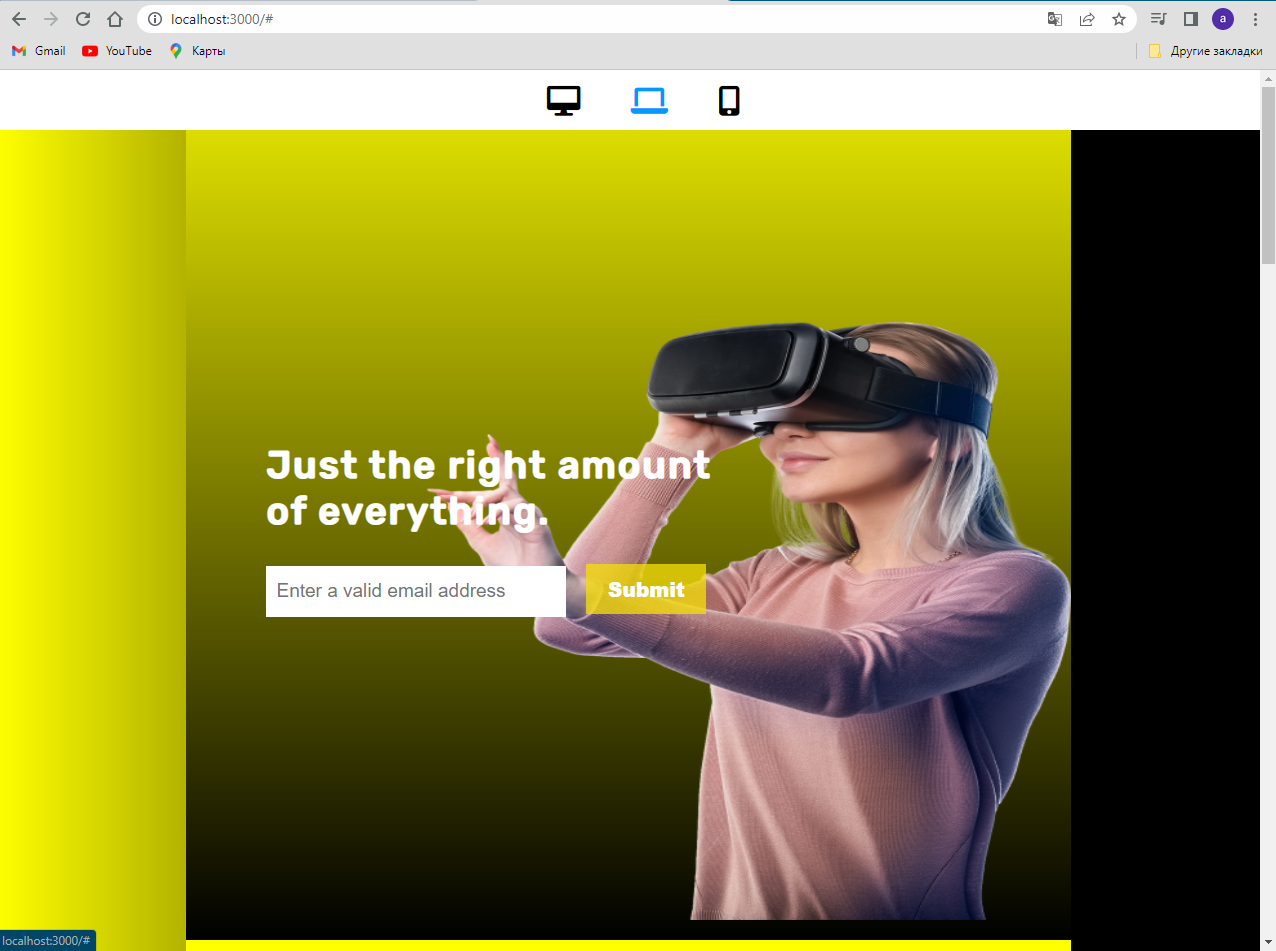 localhost:3000/#
a
Gmail
YouTube
Карты
Другие закладки
Just the right amount
of everything.
Enter a valid email address
Submit
localhost:3000/#